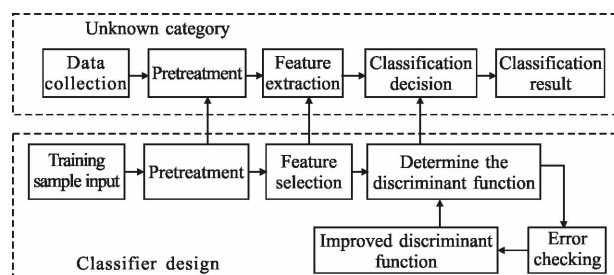 Unknown category
Data
collection
Pretreatment
Feature
extraction
Classification
decision
Classification
result
Training
sample input
Pretreatment
Feature
selection
Determine the
discriminant function
Improved discriminant
function
Error
checking
Classifier design